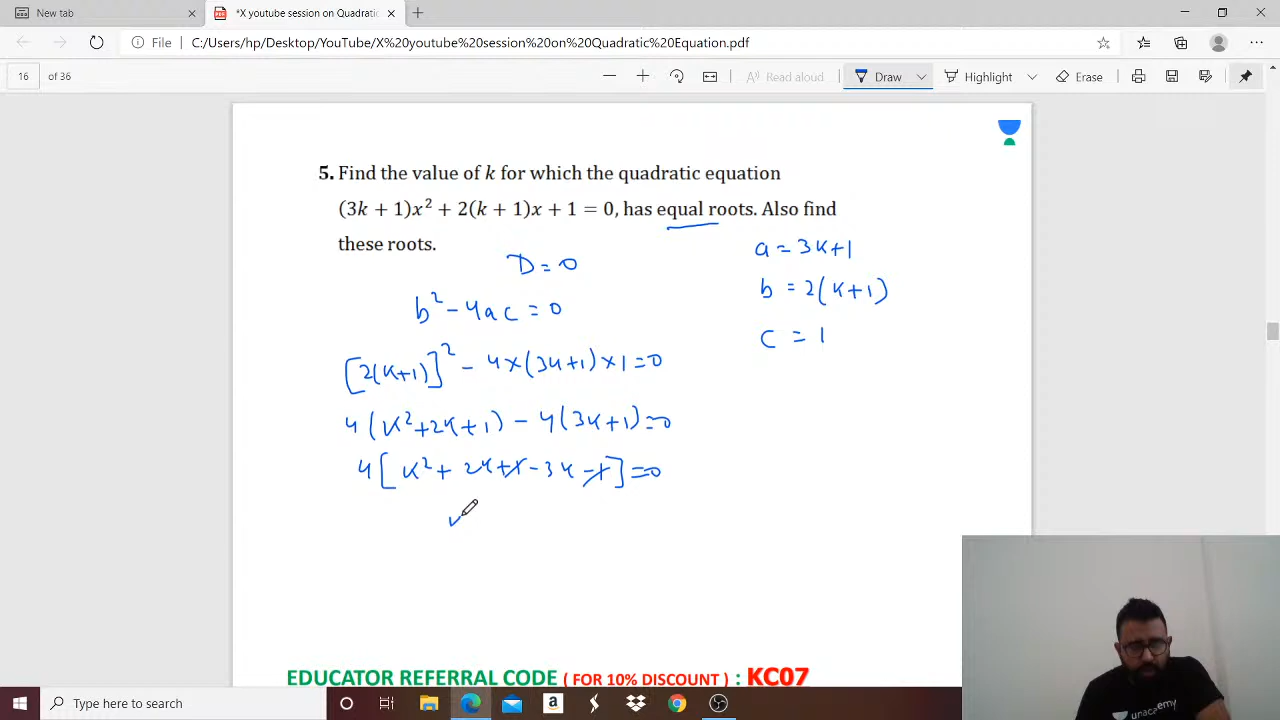 New tab
*X youtube session on Quadratic
File
C:/Users/hp/Desktop/YouTube/X%20youtube%20session%20on%20Quadratic%20Equation.pdf
16 of 36
Read aloud
Draw
Highlight
Erase
5. Find the value of k for which the quadratic equation
(3k + 1)x² + 2(k + 1)x + 1 = 0, has equal roots. Also find
these roots.
a = 3k+1
D = 0
b = 2(k+1)
b² - 4ac = 0
c = 1
[2(k+1)]² - 4×(3k+1)×1=0
4(k²+2k+1) - 4(3k+1)=0
4[k²+ 2k+1-3k-1]=0
EDUCATOR REFERRAL CODE ( FOR 10% DISCOUNT ) : KC07
unacademy
Type here to search